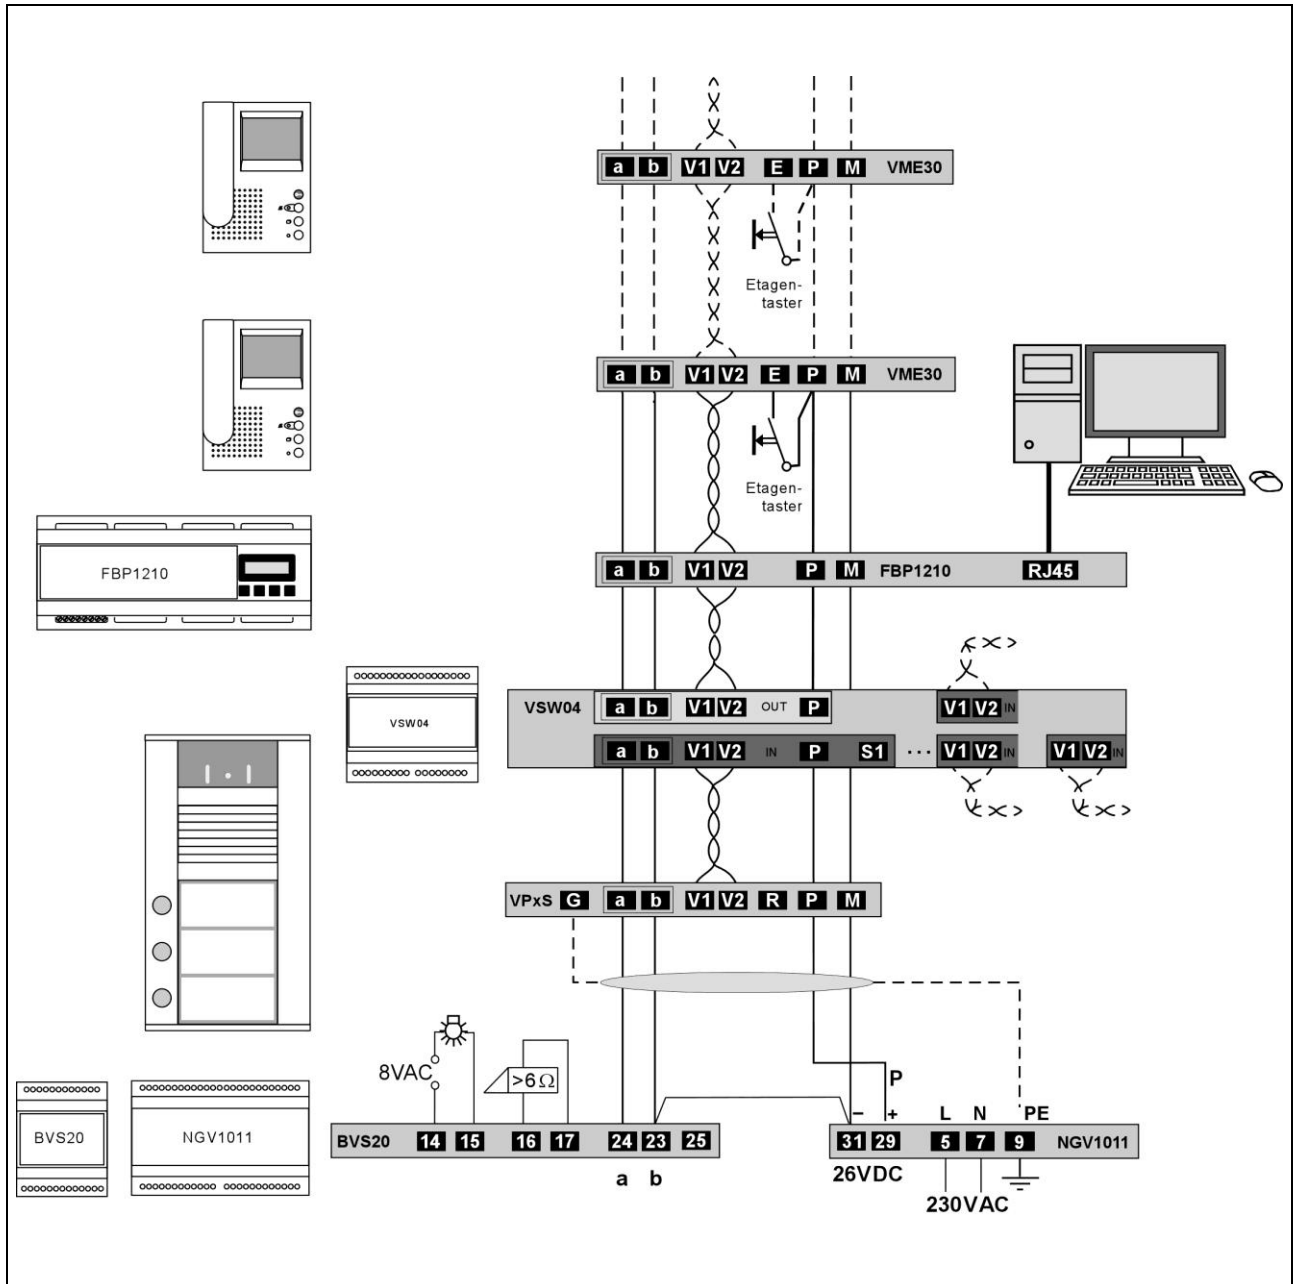 a b V1 V2 E P M VME30
Etagen-
taster
a b V1 V2 E P M VME30
Etagen-
taster
FBP1210
a b V1 V2 P M FBP1210 RJ45
VSW04
VSW04 a b V1 V2 OUT P V1 V2 IN
a b V1 V2 IN P S1 ... V1 V2 IN V1 V2 IN
VPxS G a b V1 V2 R P M
8VAC
>6 Ω
P
− + L N PE
BVS20
NGV1011
BVS20 14 15 16 17 24 23 25
31 29 5 7 9 NGV1011
a b
26VDC
230VAC